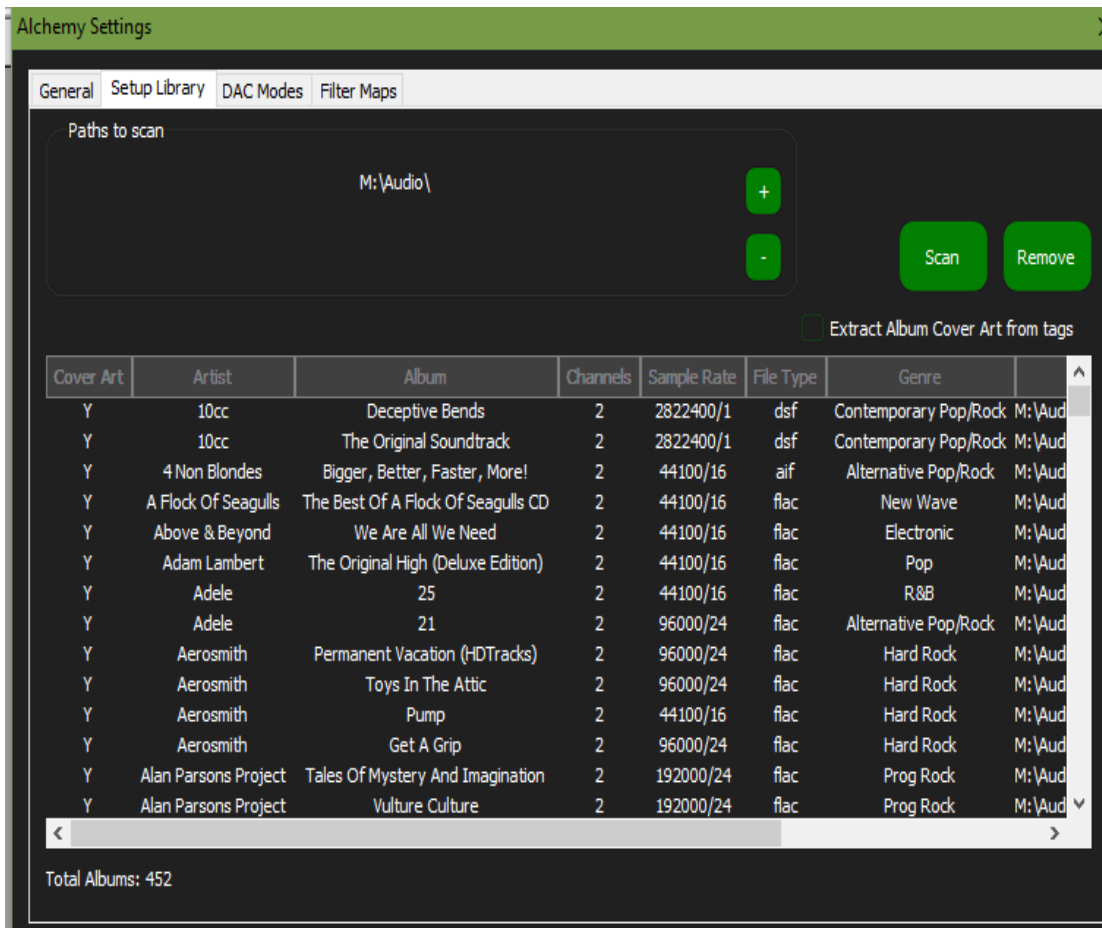 Alchemy Settings
General Setup Library DAC Modes Filter Maps
Paths to scan
M:\Audio\
+
-
Scan Remove
Extract Album Cover Art from tags
Cover Art Artist Album Channels Sample Rate File Type Genre
Y 10cc Deceptive Bends 2 2822400/1 dsf Contemporary Pop/Rock M:\Aud
Y 10cc The Original Soundtrack 2 2822400/1 dsf Contemporary Pop/Rock M:\Aud
Y 4 Non Blondes Bigger, Better, Faster, More! 2 44100/16 aif Alternative Pop/Rock M:\Aud
Y A Flock Of Seagulls The Best Of A Flock Of Seagulls CD 2 44100/16 flac New Wave M:\Aud
Y Above & Beyond We Are All We Need 2 44100/16 flac Electronic M:\Aud
Y Adam Lambert The Original High (Deluxe Edition) 2 44100/16 flac Pop M:\Aud
Y Adele 25 2 44100/16 flac R&B M:\Aud
Y Adele 21 2 96000/24 flac Alternative Pop/Rock M:\Aud
Y Aerosmith Permanent Vacation (HDTracks) 2 96000/24 flac Hard Rock M:\Aud
Y Aerosmith Toys In The Attic 2 96000/24 flac Hard Rock M:\Aud
Y Aerosmith Pump 2 44100/16 flac Hard Rock M:\Aud
Y Aerosmith Get A Grip 2 96000/24 flac Hard Rock M:\Aud
Y Alan Parsons Project Tales Of Mystery And Imagination 2 192000/24 flac Prog Rock M:\Aud
Y Alan Parsons Project Vulture Culture 2 192000/24 flac Prog Rock M:\Aud
Total Albums: 452